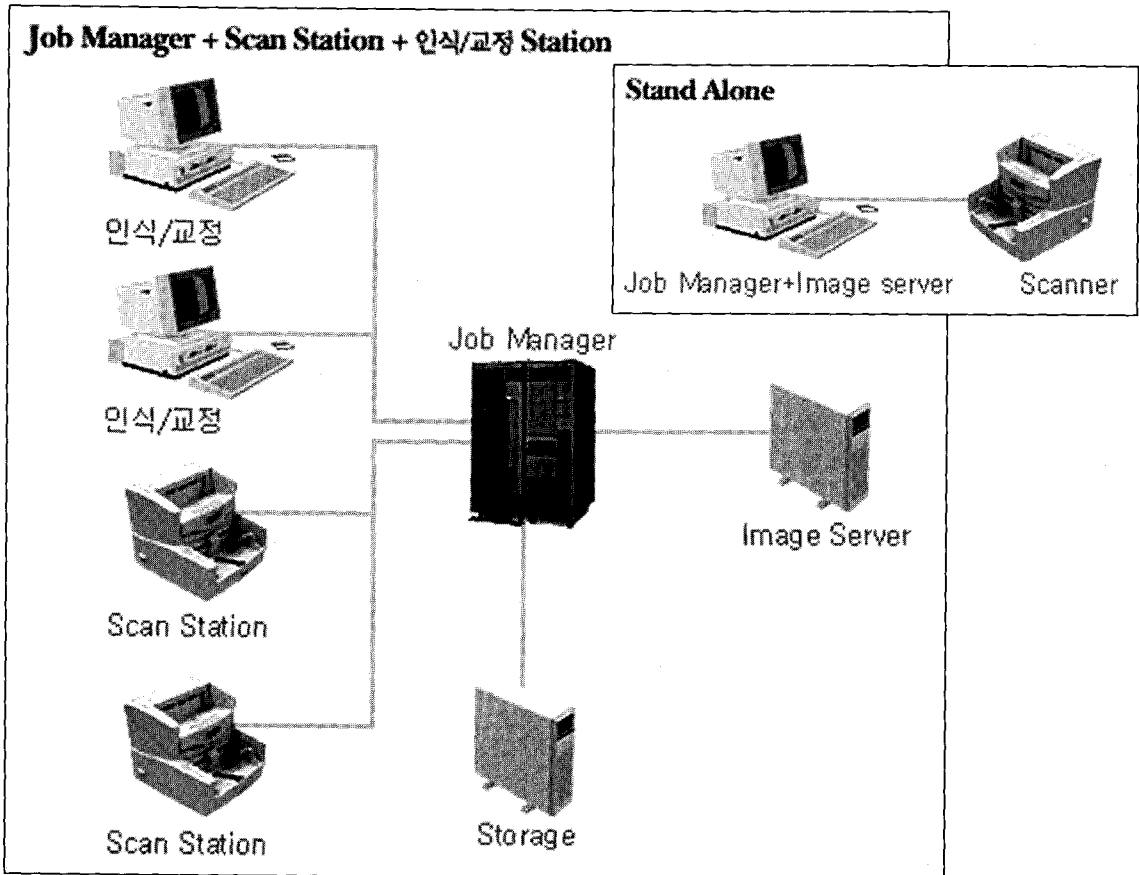 Job Manager + Scan Station + 인식/교정 Station
Stand Alone
Job Manager+Image server
Scanner
인식/교정
인식/교정
Job Manager
Image Server
Scan Station
Scan Station
Storage